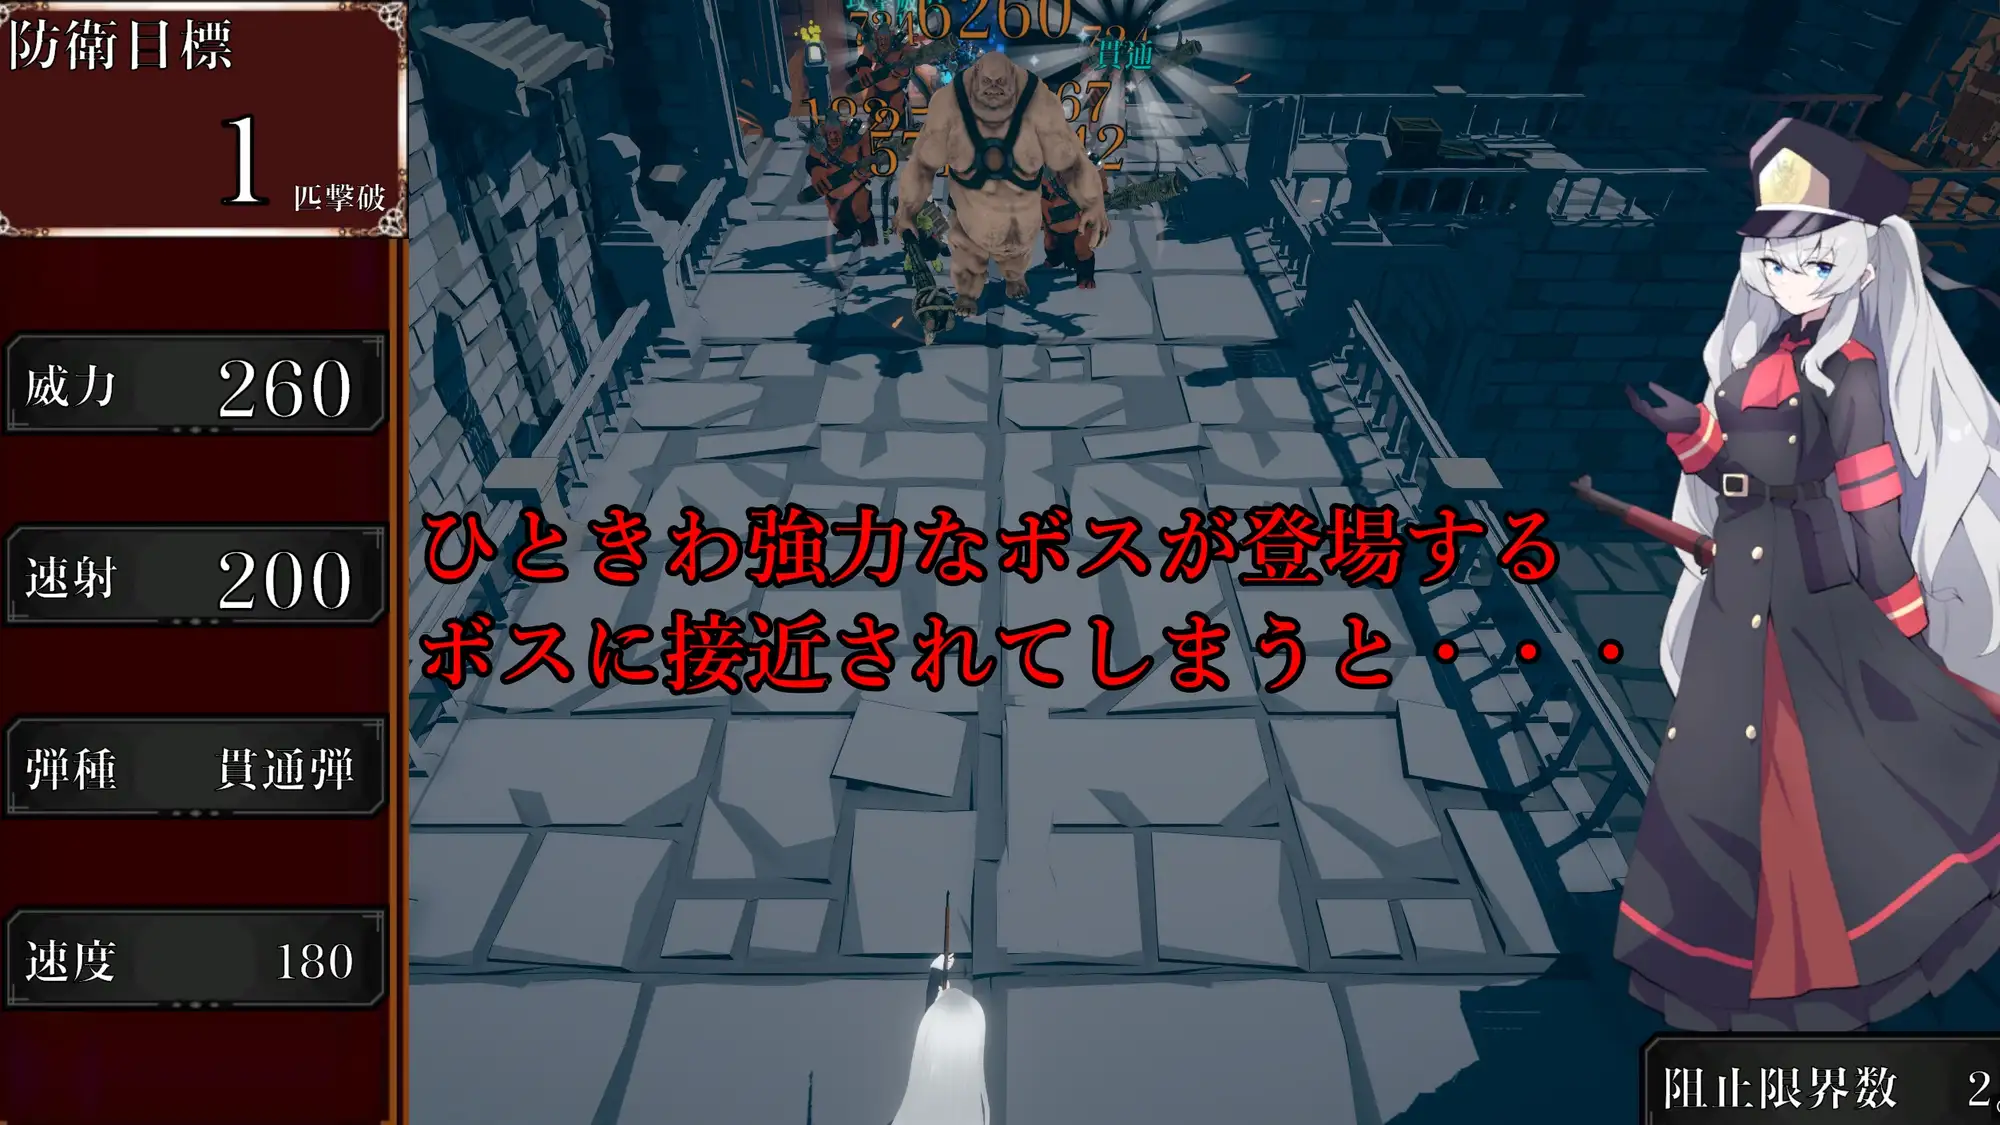 防衛目標
1 匹撃破
威力 260
速射 200
弾種 貫通弾
速度 180
6260
貫通
ひときわ強力なボスが登場する
ボスに接近されてしまうと・・・
阻止限界数